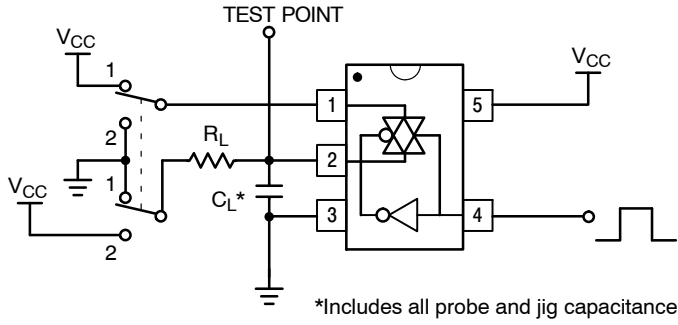 TEST POINT
VCC
1
2
RL
1
VCC
2
CL*
1
2
3
5
4
VCC
*Includes all probe and jig capacitance